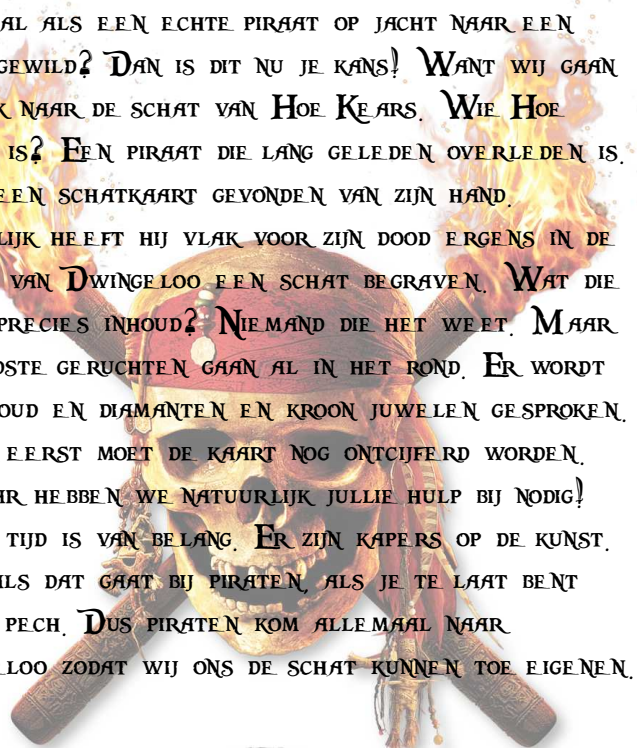 AL ALS EEN ECHTE PIRAAT OP JACHT NAAR EEN
GEWILD? DAN IS DIT NU JE KANS! WANT WIJ GAAN
K NAAR DE SCHAT VAN HOE KEARS. WIE HOE
IS? EEN PIRAAT DIE LANG GELEDEN OVERLEDEN IS.
EEN SCHATKAART GEVONDEN VAN ZIJN HAND.
LIJK HEEFT HIJ VLAK VOOR ZIJN DOOD ERGENS IN DE
VAN DWINGELOO EEN SCHAT BEGRAVEN. WAT DIE
PRECIES INHOUD? NIEMAND DIE HET WEET. MAAR
OSTE GERUCHTEN GAAN AL IN HET ROND. ER WORDT
OUD EN DIAMANTEN EN KROON JUWELEN GESPROKEN.
EERST MOET DE KAART NOG ONTCIJFERD WORDEN.
AR HEBBEN WE NATUURLIJK JULLIE HULP BIJ NODIG!
TIJD IS VAN BELANG. ER ZIJN KAPERS OP DE KUNST.
ALS DAT GAAT BIJ PIRATEN, ALS JE TE LAAT BENT
PECH. DUS PIRATEN KOM ALLEMAAL NAAR
LOO ZODAT WIJ ONS DE SCHAT KUNNEN TOE EIGENEN.